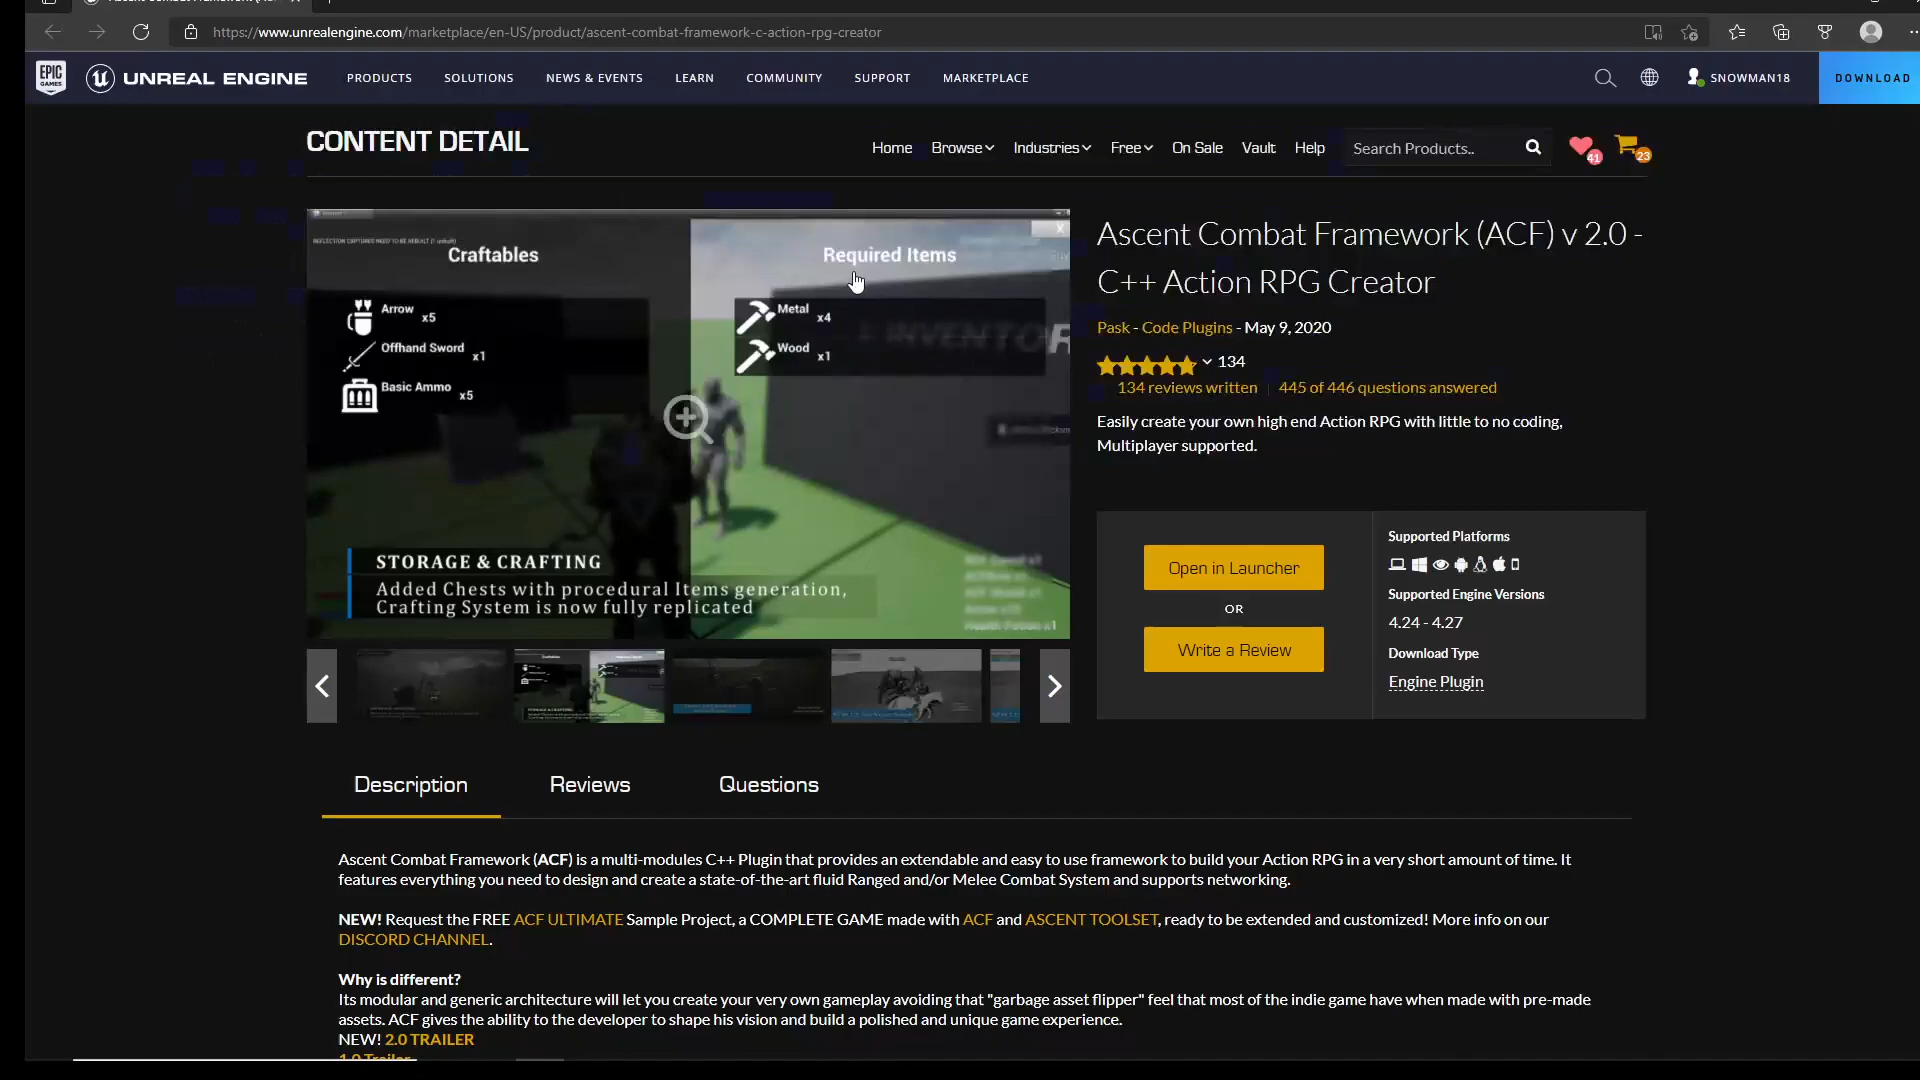 https://www.unrealengine.com/marketplace/en-US/product/ascent-combat-framework-c-action-rpg-creator
EPIC GAMES
UNREAL ENGINE
PRODUCTS SOLUTIONS NEWS & EVENTS LEARN COMMUNITY SUPPORT MARKETPLACE
SNOWMAN18
DOWNLOAD
CONTENT DETAIL
Home Browse Industries Free On Sale Vault Help
Search Products..
41
23
Craftables
Required Items
Arrow x5
Offhand Sword x1
Basic Ammo x5
Metal x4
Wood x1
STORAGE & CRAFTING
Added Chests with procedural Items generation,
Crafting System is now fully replicated
Ascent Combat Framework (ACF) v 2.0 -
C++ Action RPG Creator
Pask - Code Plugins - May 9, 2020
134
134 reviews written | 445 of 446 questions answered
Easily create your own high end Action RPG with little to no coding,
Multiplayer supported.
Open in Launcher
OR
Write a Review
Supported Platforms
Supported Engine Versions
4.24 - 4.27
Download Type
Engine Plugin
Description Reviews Questions
Ascent Combat Framework (ACF) is a multi-modules C++ Plugin that provides an extendable and easy to use framework to build your Action RPG in a very short amount of time. It
features everything you need to design and create a state-of-the-art fluid Ranged and/or Melee Combat System and supports networking.
NEW! Request the FREE ACF ULTIMATE Sample Project, a COMPLETE GAME made with ACF and ASCENT TOOLSET, ready to be extended and customized! More info on our
DISCORD CHANNEL.
Why is different?
Its modular and generic architecture will let you create your very own gameplay avoiding that "garbage asset flipper" feel that most of the indie game have when made with pre-made
assets. ACF gives the ability to the developer to shape his vision and build a polished and unique game experience.
NEW! 2.0 TRAILER
1.0 Trailer